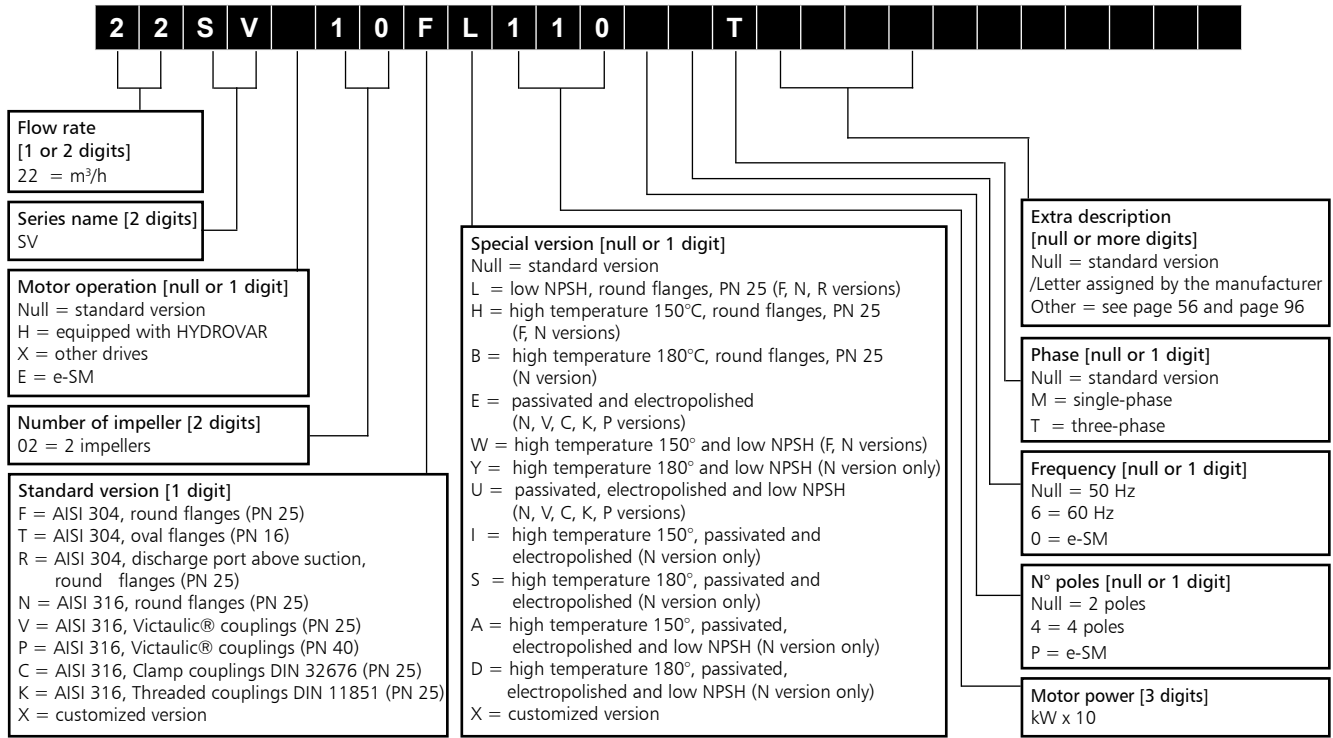 2 2 S V 1 0 F L 1 1 0 T
Flow rate
[1 or 2 digits]
22 = m³/h
Series name [2 digits]
SV
Motor operation [null or 1 digit]
Null = standard version
H = equipped with HYDROVAR
X = other drives
E = e-SM
Number of impeller [2 digits]
02 = 2 impellers
Standard version [1 digit]
F = AISI 304, round flanges (PN 25)
T = AISI 304, oval flanges (PN 16)
R = AISI 304, discharge port above suction,
round flanges (PN 25)
N = AISI 316, round flanges (PN 25)
V = AISI 316, Victaulic® couplings (PN 25)
P = AISI 316, Victaulic® couplings (PN 40)
C = AISI 316, Clamp couplings DIN 32676 (PN 25)
K = AISI 316, Threaded couplings DIN 11851 (PN 25)
X = customized version
Special version [null or 1 digit]
Null = standard version
L = low NPSH, round flanges, PN 25 (F, N, R versions)
H = high temperature 150°C, round flanges, PN 25
(F, N versions)
B = high temperature 180°C, round flanges, PN 25
(N version)
E = passivated and electropolished
(N, V, C, K, P versions)
W = high temperature 150° and low NPSH (F, N versions)
Y = high temperature 180° and low NPSH (N version only)
U = passivated, electropolished and low NPSH
(N, V, C, K, P versions)
I = high temperature 150°, passivated and
electropolished (N version only)
S = high temperature 180°, passivated and
electropolished (N version only)
A = high temperature 150°, passivated,
electropolished and low NPSH (N version only)
D = high temperature 180°, passivated,
electropolished and low NPSH (N version only)
X = customized version
Extra description
[null or more digits]
Null = standard version
/Letter assigned by the manufacturer
Other = see page 56 and page 96
Phase [null or 1 digit]
Null = standard version
M = single-phase
T = three-phase
Frequency [null or 1 digit]
Null = 50 Hz
6 = 60 Hz
0 = e-SM
N° poles [null or 1 digit]
Null = 2 poles
4 = 4 poles
P = e-SM
Motor power [3 digits]
kW x 10